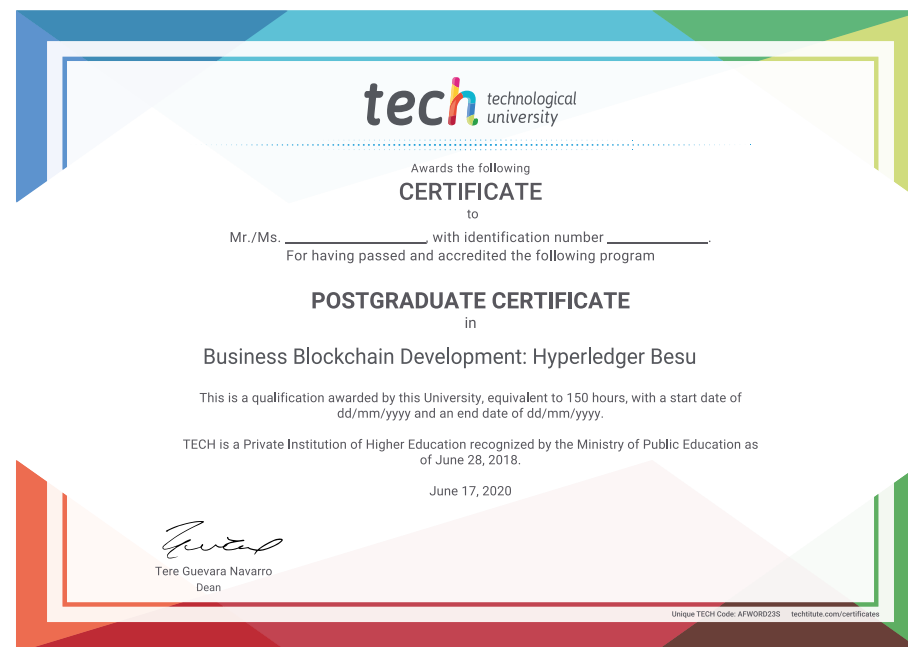 tech technological
university
Awards the following
CERTIFICATE
to
Mr./Ms. ____________________, with identification number ______________.
For having passed and accredited the following program
POSTGRADUATE CERTIFICATE
in
Business Blockchain Development: Hyperledger Besu
This is a qualification awarded by this University, equivalent to 150 hours, with a start date of
dd/mm/yyyy and an end date of dd/mm/yyyy.
TECH is a Private Institution of Higher Education recognized by the Ministry of Public Education as
of June 28, 2018.
June 17, 2020
Tere Guevara Navarro
Dean
Unique TECH Code: AFWORD23S techtitute.com/certificates